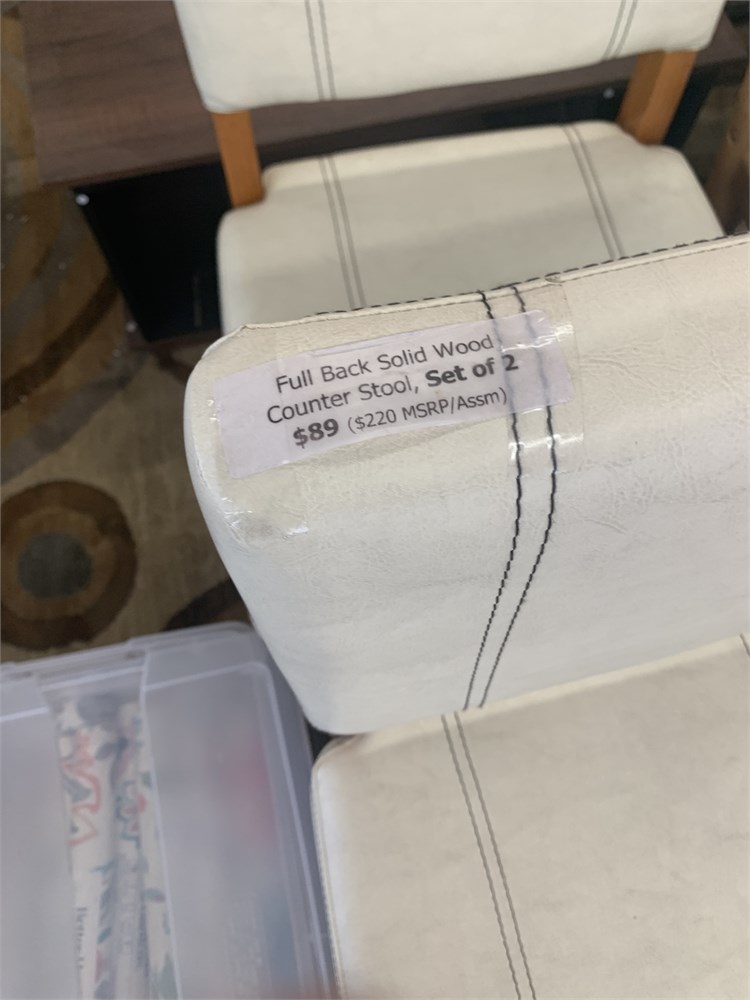 Full Back Solid Wood
Counter Stool, Set of 2
$89 ($220 MSRP/Assm)